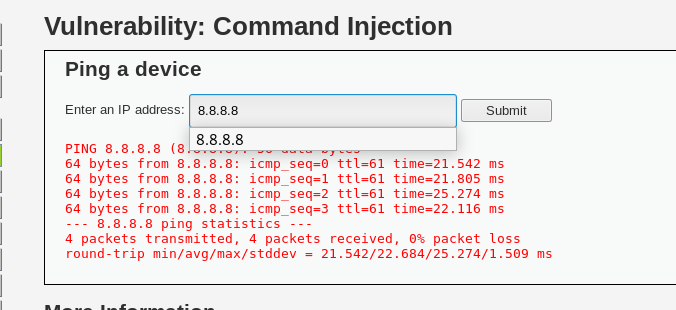 Vulnerability: Command Injection
Ping a device
Enter an IP address: 8.8.8.8 Submit
8.8.8.8
PING 8.8.8.8
64 bytes from 8.8.8.8: icmp_seq=0 ttl=61 time=21.542 ms
64 bytes from 8.8.8.8: icmp_seq=1 ttl=61 time=21.805 ms
64 bytes from 8.8.8.8: icmp_seq=2 ttl=61 time=25.274 ms
64 bytes from 8.8.8.8: icmp_seq=3 ttl=61 time=22.116 ms
--- 8.8.8.8 ping statistics ---
4 packets transmitted, 4 packets received, 0% packet loss
round-trip min/avg/max/stddev = 21.542/22.684/25.274/1.509 ms
More Information